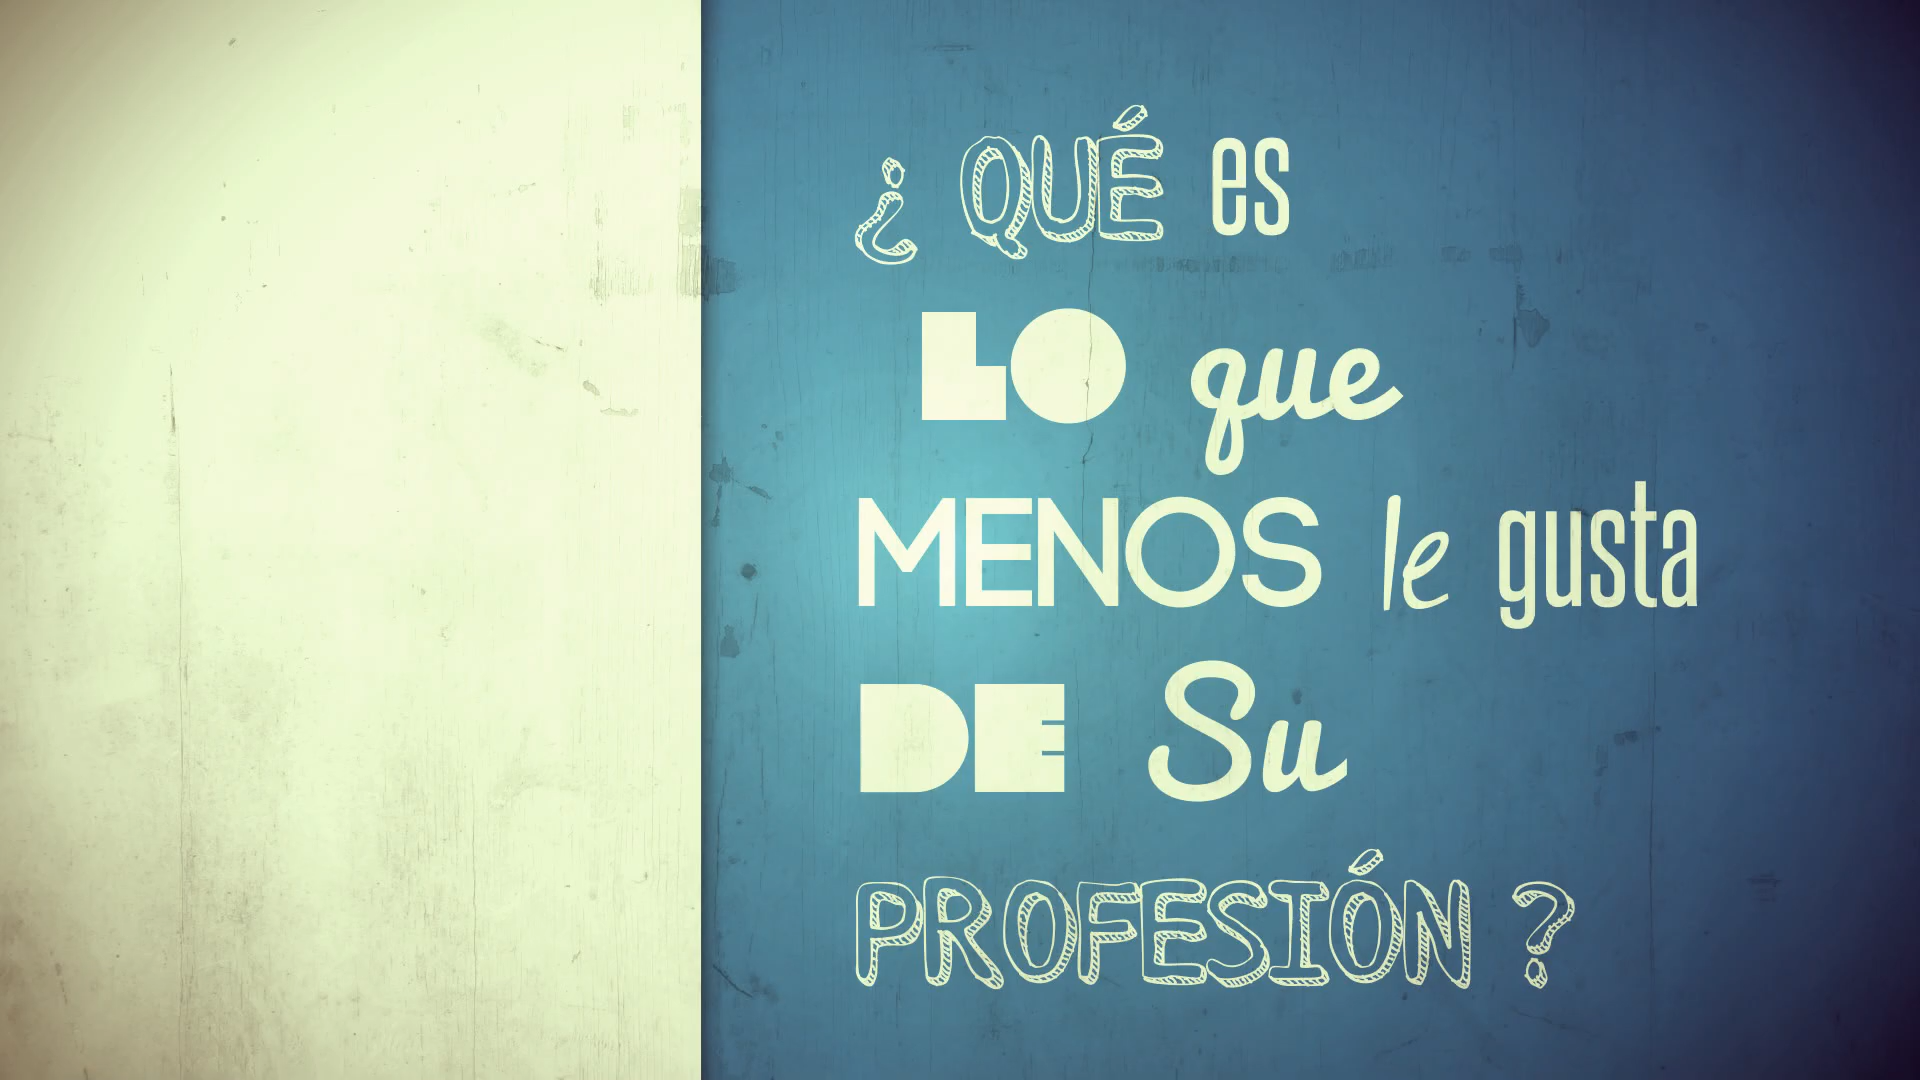 ¿ QUÉ es
LO que
MENOS le gusta
DE Su
PROFESIÓN ?